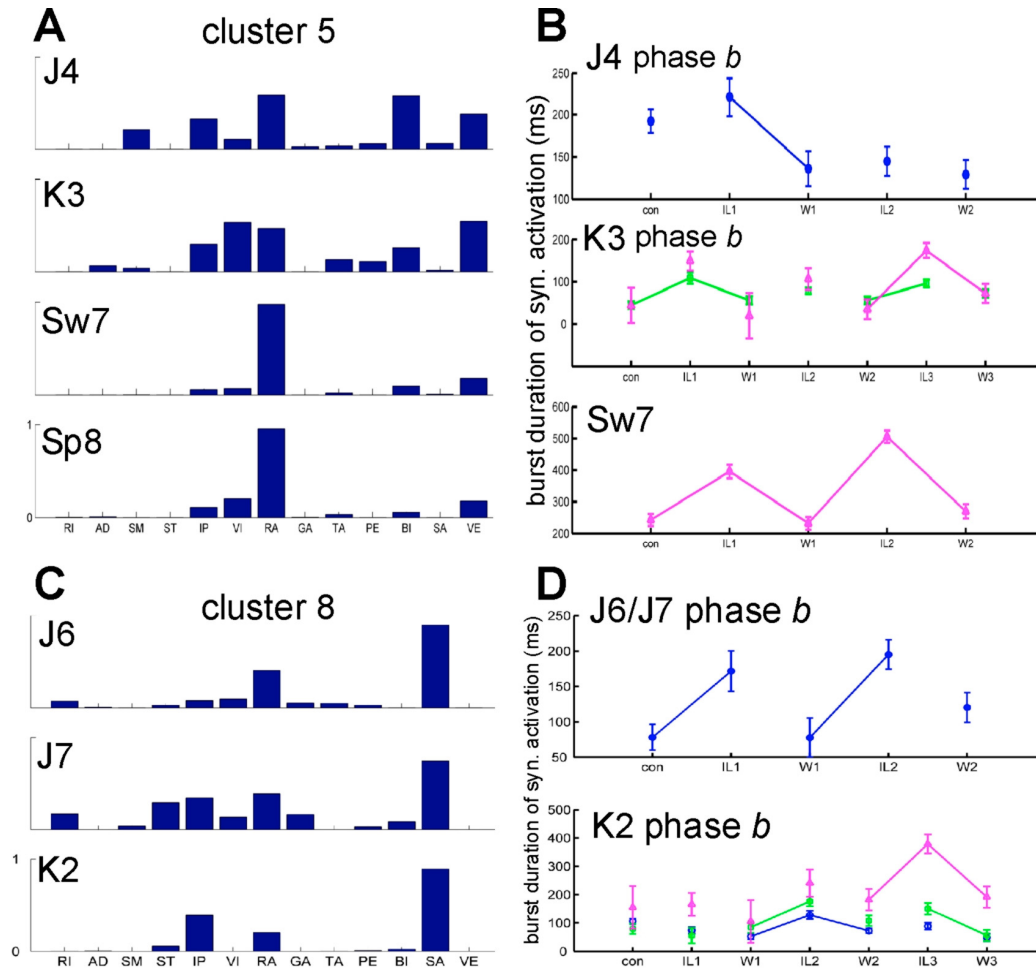 A
cluster 5
J4
K3
Sw7
1
Sp8
0
RI AD SM ST IP VI RA GA TA PE BI SA VE
B
J4 phase b
burst duration of syn. activation (ms)
250
200
150
100
con IL1 W1 IL2 W2
K3 phase b
200
100
0
con IL1 W1 IL2 W2 IL3 W3
Sw7
600
500
400
300
200
con IL1 W1 IL2 W2
C
cluster 8
J6
J7
1
K2
0
RI AD SM ST IP VI RA GA TA PE BI SA VE
D
J6/J7 phase b
burst duration of syn. activation (ms)
250
200
150
100
50
con IL1 W1 IL2 W2
K2 phase b
500
400
300
200
100
0
con IL1 W1 IL2 W2 IL3 W3